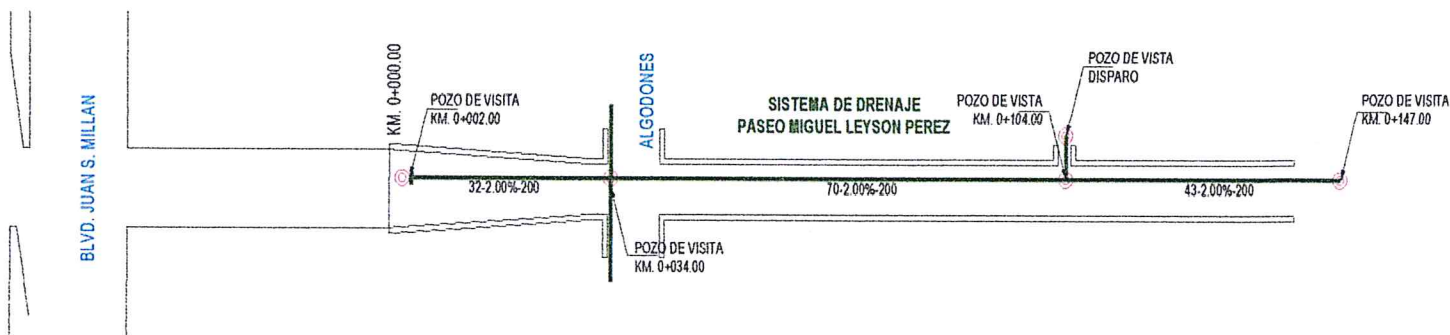 BLVD. JUAN S. MILLAN
KM. 0+000.00
POZO DE VISITA
KM. 0+002.00
32-2.00%-200
ALGODONES
POZO DE VISITA
KM. 0+034.00
SISTEMA DE DRENAJE
PASEO MIGUEL LEYSON PEREZ
70-2.00%-200
POZO DE VISTA
KM. 0+104.00
POZO DE VISTA
DISPARO
43-2.00%-200
POZO DE VISITA
KM. 0+147.00